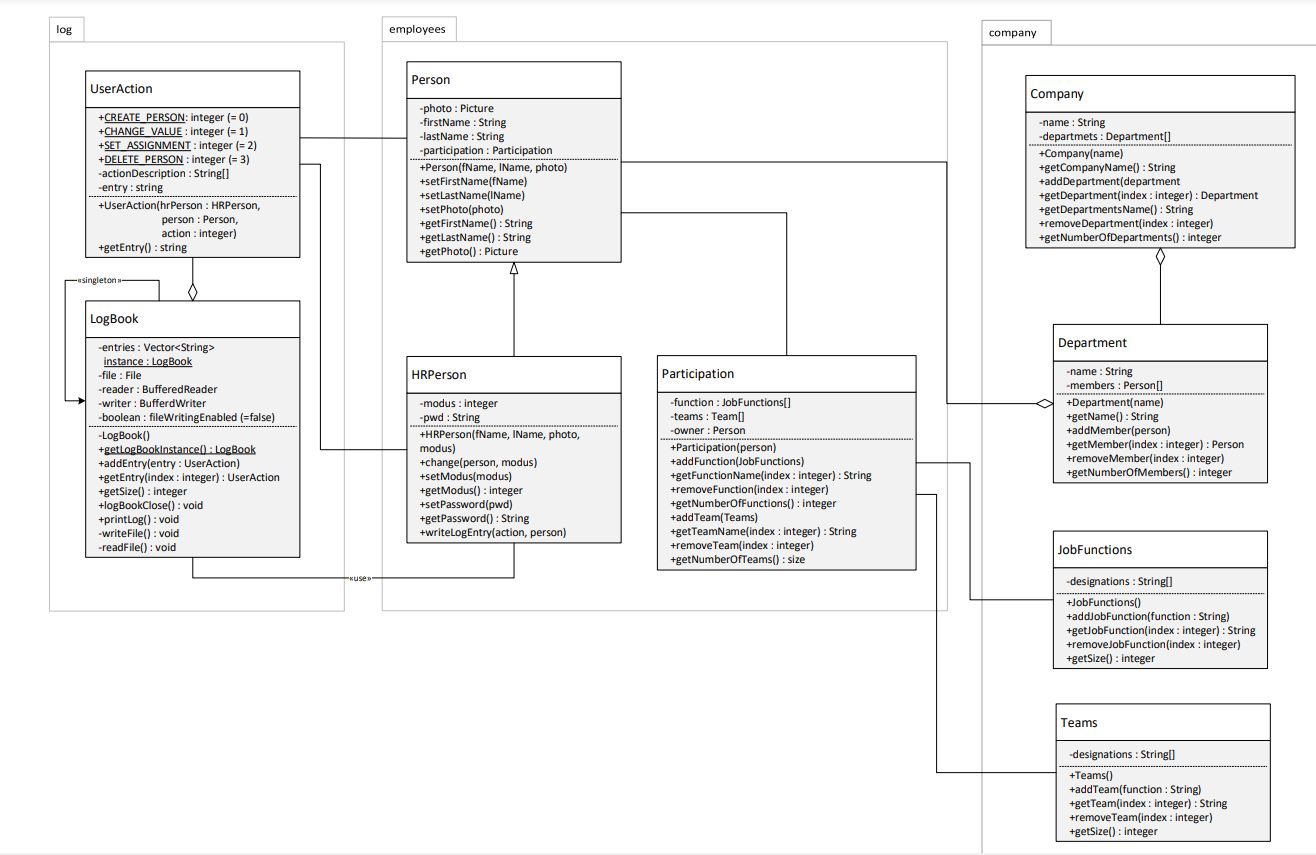 log
UserAction
+CREATE_PERSON: integer (= 0)
+CHANGE_VALUE : integer (= 1)
+SET_ASSIGNMENT : integer (= 2)
+DELETE_PERSON : integer (= 3)
-actionDescription : String[]
-entry : string
+UserAction(hrPerson : HRPerson,
person : Person,
action : integer)
+getEntry() : string
«singleton»
LogBook
-entries : Vector<String>
instance : LogBook
-file : File
-reader : BufferedReader
-writer : BufferdWriter
-boolean : fileWritingEnabled (=false)
-LogBook()
+getLogBookInstance() : LogBook
+addEntry(entry : UserAction)
+getEntry(index : integer) : UserAction
+getSize() : integer
+logBookClose() : void
+printLog() : void
-writeFile() : void
-readFile() : void
«use»
employees
Person
-photo : Picture
-firstName : String
-lastName : String
-participation : Participation
+Person(fName, lName, photo)
+setFirstName(fName)
+setLastName(lName)
+setPhoto(photo)
+getFirstName() : String
+getLastName() : String
+getPhoto() : Picture
HRPerson
-modus : integer
-pwd : String
+HRPerson(fName, lName, photo,
modus)
+change(person, modus)
+setModus(modus)
+getModus() : integer
+setPassword(pwd)
+getPassword() : String
+writeLogEntry(action, person)
Participation
-function : JobFunctions[]
-teams : Team[]
-owner : Person
+Participation(person)
+addFunction(JobFunctions)
+getFunctionName(index : integer) : String
+removeFunction(index : integer)
+getNumberOfFunctions() : integer
+addTeam(Teams)
+getTeamName(index : integer) : String
+removeTeam(index : integer)
+getNumberOfTeams() : size
company
Company
-name : String
-departmets : Department[]
+Company(name)
+getCompanyName() : String
+addDepartment(department
+getDepartment(index : integer) : Department
+getDepartmentsName() : String
+removeDepartment(index : integer)
+getNumberOfDepartments() : integer
Department
-name : String
-members : Person[]
+Department(name)
+getName() : String
+addMember(person)
+getMember(index : integer) : Person
+removeMember(index : integer)
+getNumberOfMembers() : integer
JobFunctions
-designations : String[]
+JobFunctions()
+addJobFunction(function : String)
+getJobFunction(index : integer) : String
+removeJobFunction(index : integer)
+getSize() : integer
Teams
-designations : String[]
+Teams()
+addTeam(function : String)
+getTeam(index : integer) : String
+removeTeam(index : integer)
+getSize() : integer